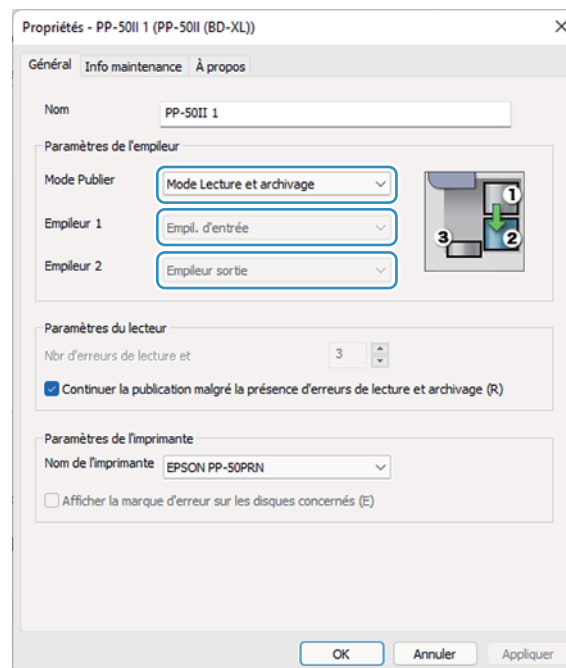 Propriétés - PP-50II 1 (PP-50II (BD-XL))
Général Info maintenance À propos
Nom PP-50II 1
Paramètres de l'empileur
Mode Publier Mode Lecture et archivage
Empileur 1 Empil. d'entrée
Empileur 2 Empileur sortie
1
3 2
Paramètres du lecteur
Nbr d'erreurs de lecture et 3
Continuer la publication malgré la présence d'erreurs de lecture et archivage (R)
Paramètres de l'imprimante
Nom de l'imprimante EPSON PP-50PRN
Afficher la marque d'erreur sur les disques concernés (E)
OK Annuler Appliquer